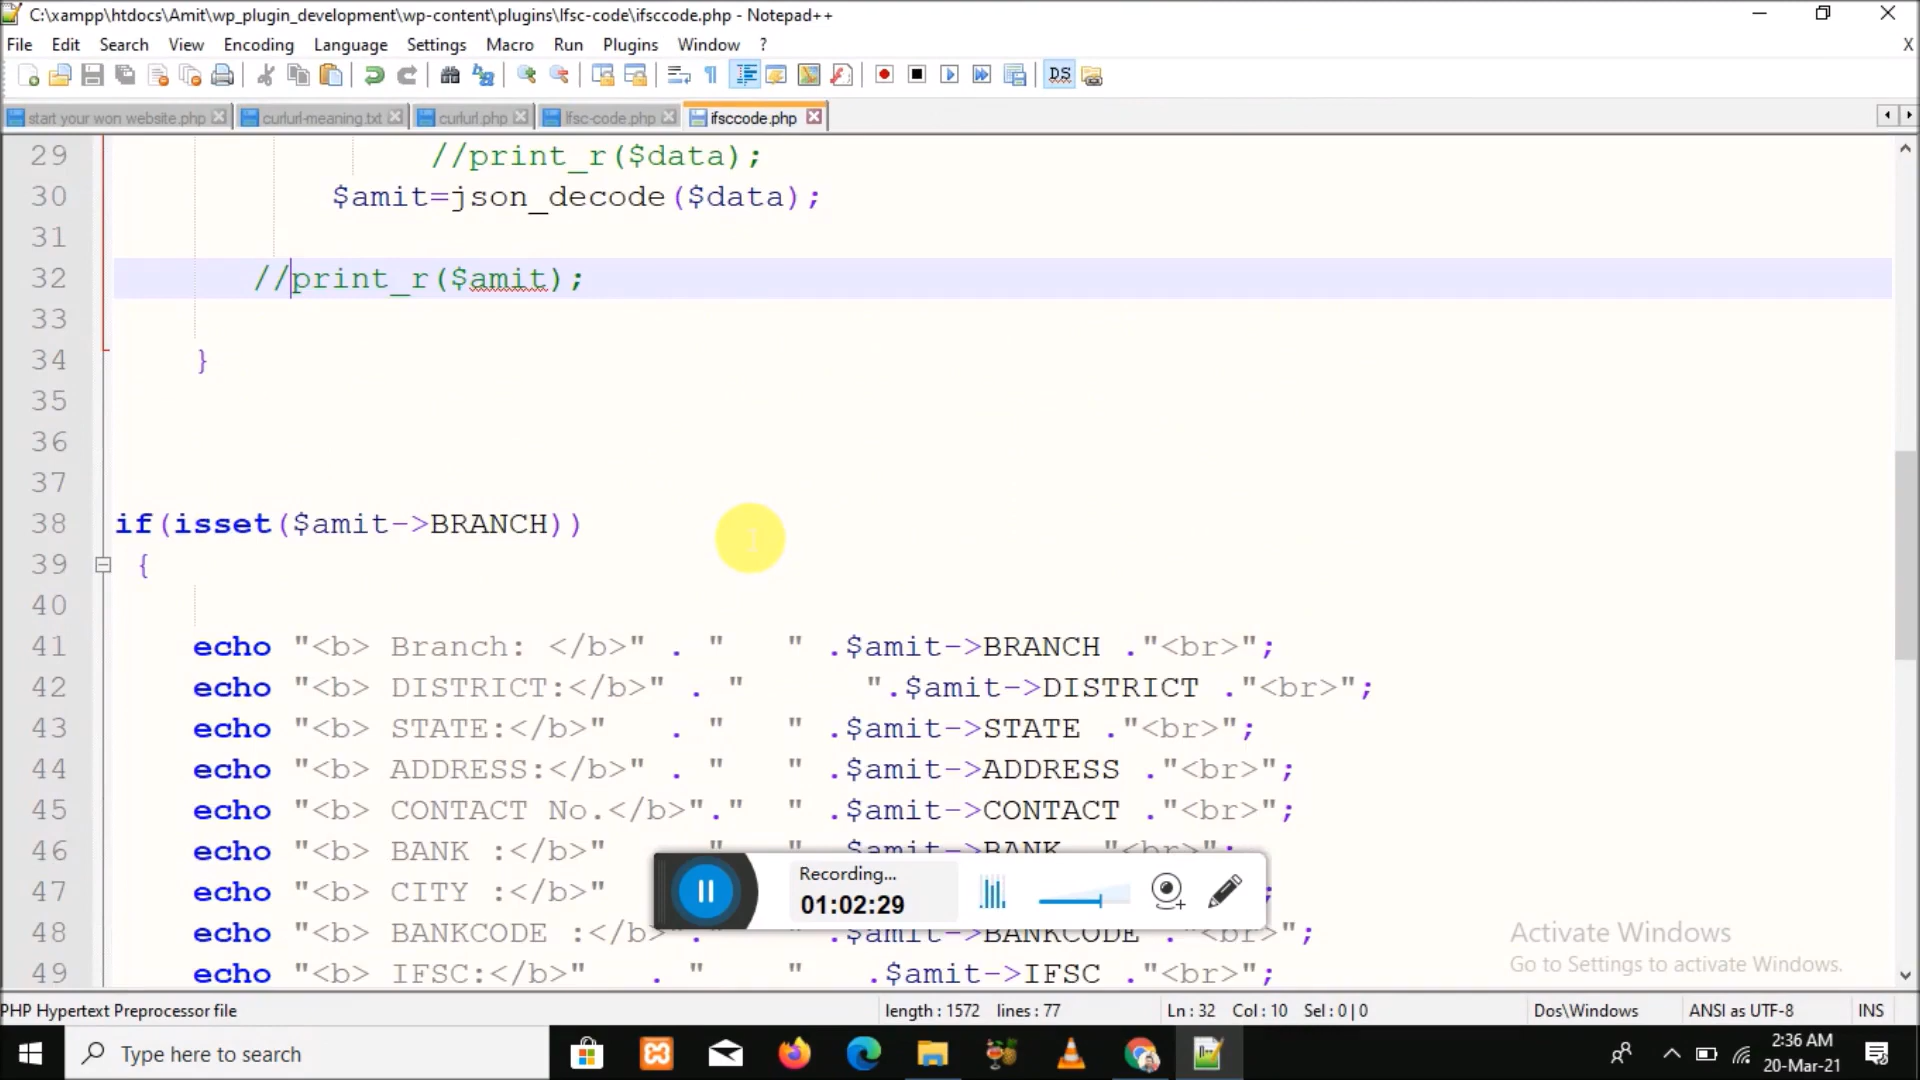 C:\xampp\htdocs\Amit\wp_plugin_development\wp-content\plugins\Ifsc-code\ifsccode.php - Notepad++
File Edit Search View Encoding Language Settings Macro Run Plugins Window ? X
start your won website.php curlurl-meaning.txt curlurl.php Ifsc-code.php ifsccode.php
29 //print_r($data);
30 $amit=json_decode($data);
31
32 //print_r($amit);
33
34 }
35
36
37
38 if(isset($amit->BRANCH))
39 {
40
41 echo "<b> Branch: </b>" . "    " .$amit->BRANCH ."<br>";
42 echo "<b> DISTRICT:</b>" . "       ".$amit->DISTRICT ."<br>";
43 echo "<b> STATE:</b>"    . "    " .$amit->STATE ."<br>";
44 echo "<b> ADDRESS:</b>" . "    " .$amit->ADDRESS ."<br>";
45 echo "<b> CONTACT No.</b>"."    " .$amit->CONTACT ."<br>";
46 echo "<b> BANK :</b>" " " $amit->BANK "<br>";
47 echo "<b> CITY :</b>" ;
48 echo "<b> BANKCODE :</b>"." " .$amit->BANKCODE ."<br>";
49 echo "<b> IFSC:</b>"    . "    "    .$amit->IFSC ."<br>";
Recording...
01:02:29
Activate Windows
Go to Settings to activate Windows.
PHP Hypertext Preprocessor file length : 1572 lines : 77 Ln : 32 Col : 10 Sel : 0 | 0 Dos\Windows ANSI as UTF-8 INS
Type here to search
2:36 AM
20-Mar-21